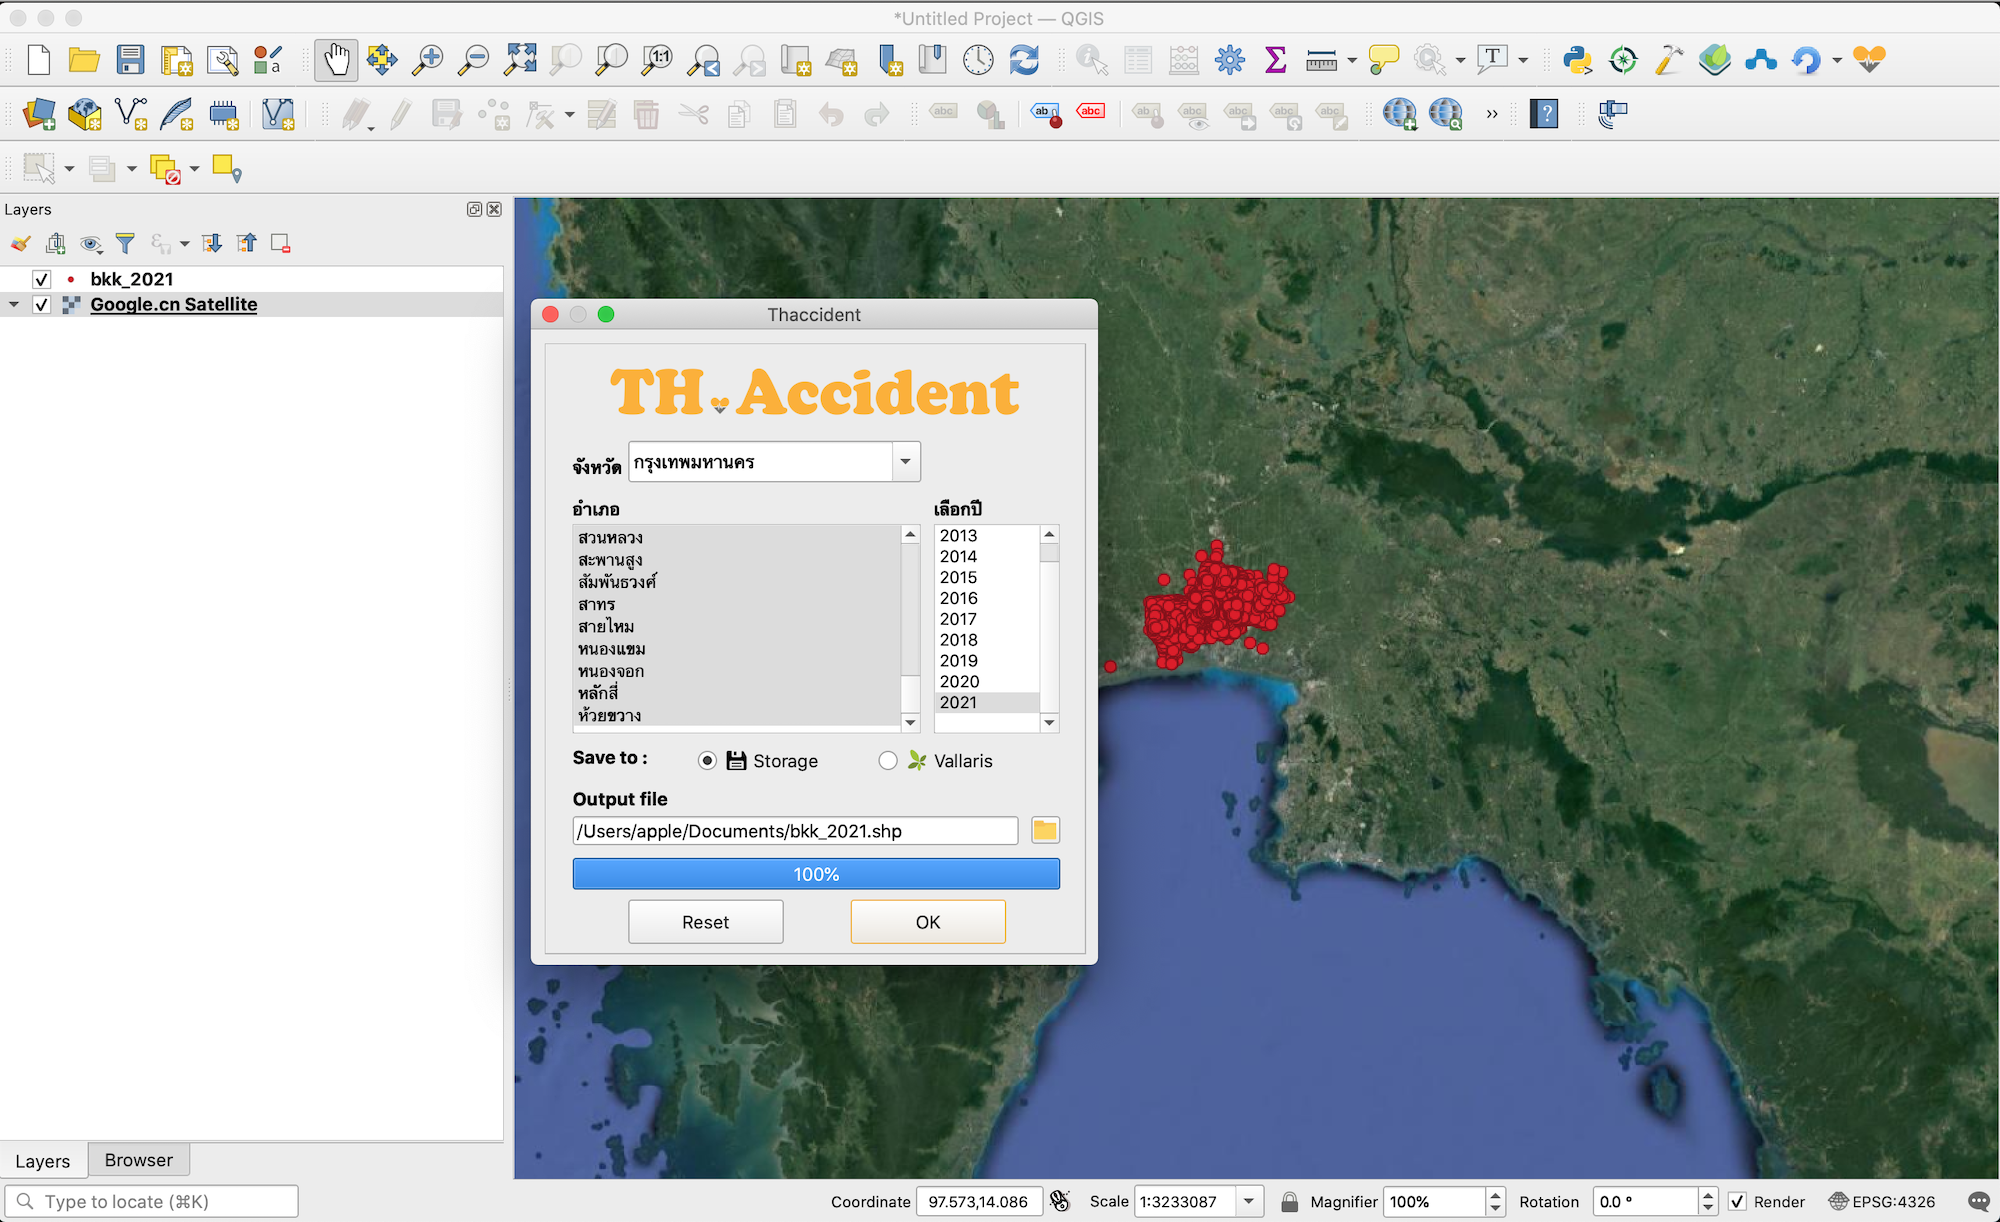 *Untitled Project — QGIS
Layers
bkk_2021
Google.cn Satellite
Thaccident
TH Accident
จังหวัด กรุงเทพมหานคร
อำเภอ เลือกปี
สวนหลวง
สะพานสูง
สัมพันธวงศ์
สาทร
สายไหม
หนองแขม
หนองจอก
หลักสี่
ห้วยขวาง
2013
2014
2015
2016
2017
2018
2019
2020
2021
Save to : Storage Vallaris
Output file
/Users/apple/Documents/bkk_2021.shp
100%
Reset OK
Layers Browser
Type to locate (⌘K) Coordinate 97.573,14.086 Scale 1:3233087 Magnifier 100% Rotation 0.0 ° Render EPSG:4326